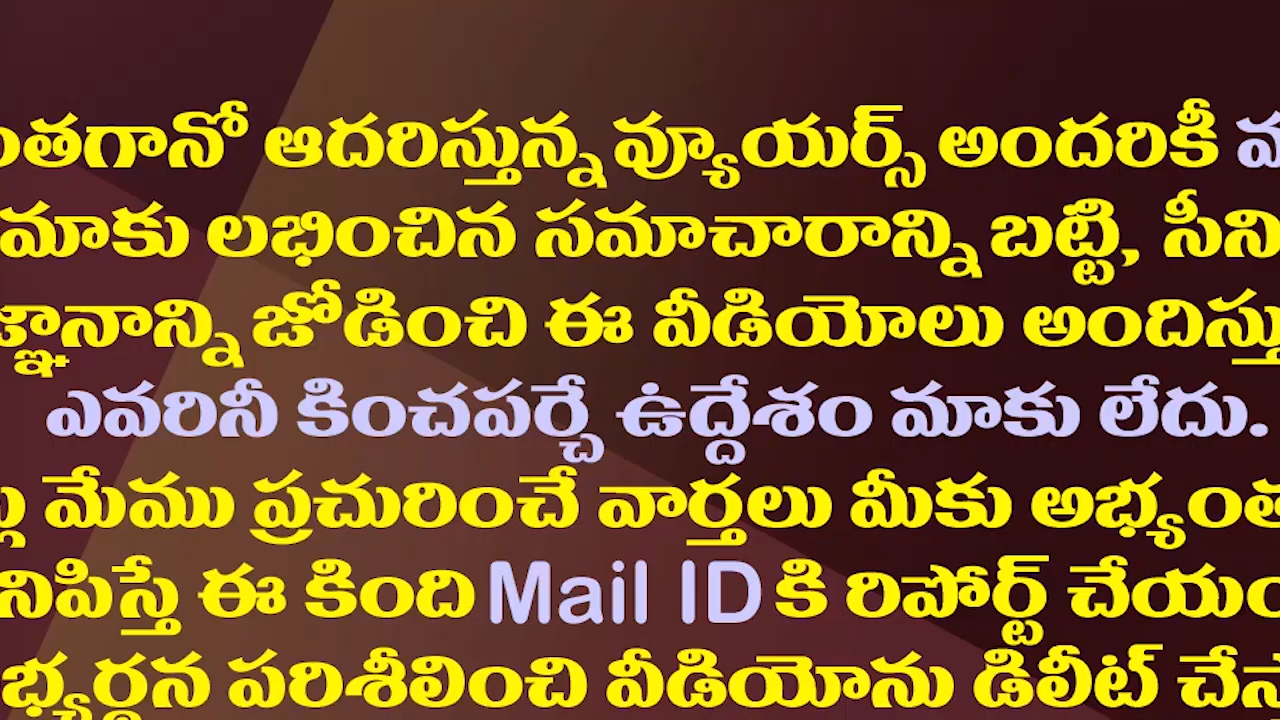 ంతగానో ఆదరిస్తున్న వ్యూయర్స్ అందరికీ
మాకు లభించిన సమాచారాన్ని బట్టి, సీని
జ్ఞానాన్ని జోడించి ఈ వీడియోలు అందిస్తు
ఎవరినీ కించపర్చే ఉద్దేశం మాకు లేదు.
మేము ప్రచురించే వార్తలు మీకు అభ్యంత
నిపిస్తే ఈ కింది Mail ID కి రిపోర్ట్ చేయం
భ్యర్థన పరిశీలించి వీడియోను డిలీట్ చేస